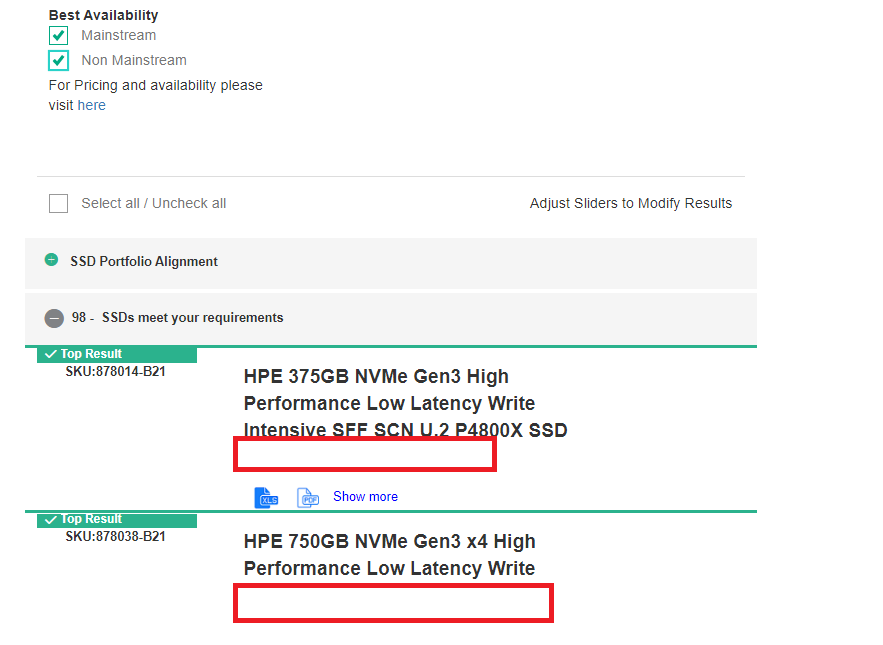 Best Availability
Mainstream
Non Mainstream
For Pricing and availability please
visit here
Select all / Uncheck all
Adjust Sliders to Modify Results
SSD Portfolio Alignment
98 - SSDs meet your requirements
Top Result
SKU:878014-B21
HPE 375GB NVMe Gen3 High
Performance Low Latency Write
Intensive SFF SCN U.2 P4800X SSD
XLS
PDF
Show more
Top Result
SKU:878038-B21
HPE 750GB NVMe Gen3 x4 High
Performance Low Latency Write